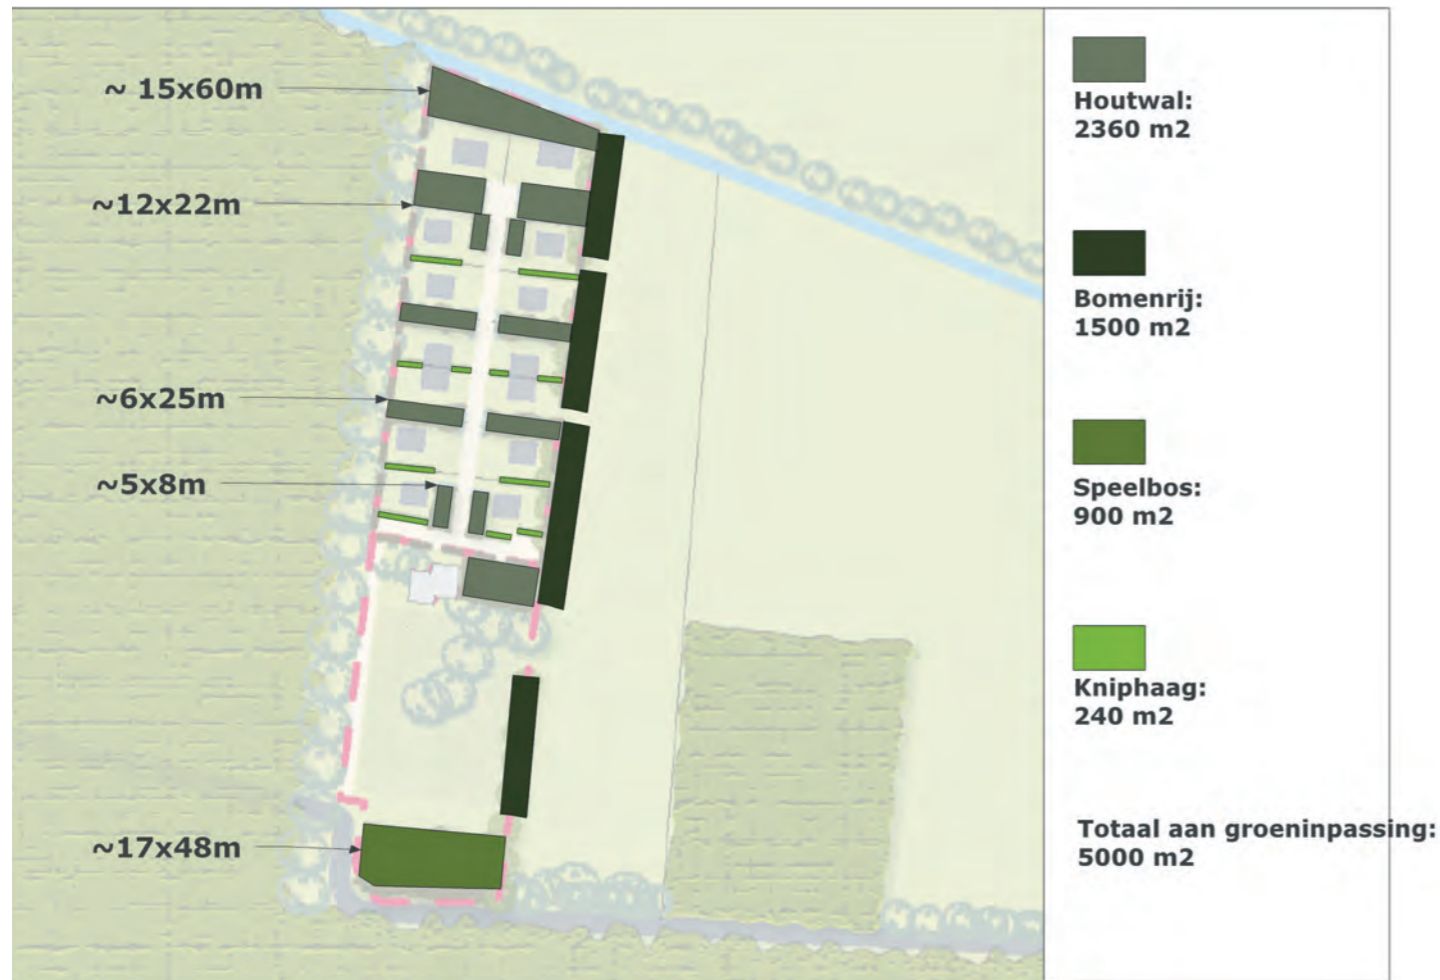 ~ 15x60m
~12x22m
~6x25m
~5x8m
~17x48m
Houtwal:
2360 m2
Bomenrij:
1500 m2
Speelbos:
900 m2
Kniphaag:
240 m2
Totaal aan groeninpassing:
5000 m2